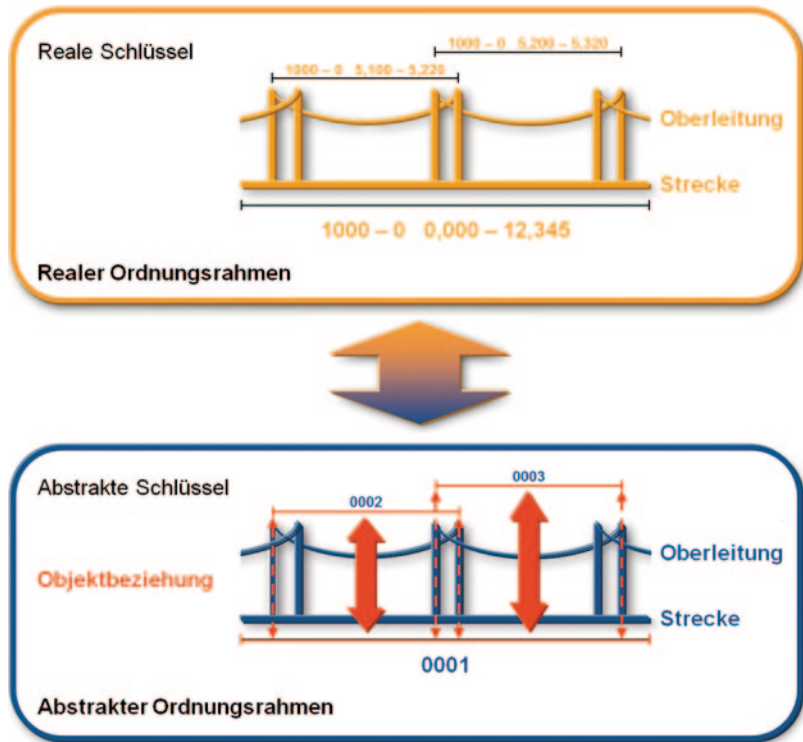 Reale Schlüssel
1000 – 0 5,200 – 5,320
1000 – 0 5,100 – 5,220
Oberleitung
Strecke
1000 – 0 0,000 – 12,345
Realer Ordnungsrahmen
Abstrakte Schlüssel
0003
0002
Oberleitung
Objektbeziehung
Strecke
0001
Abstrakter Ordnungsrahmen